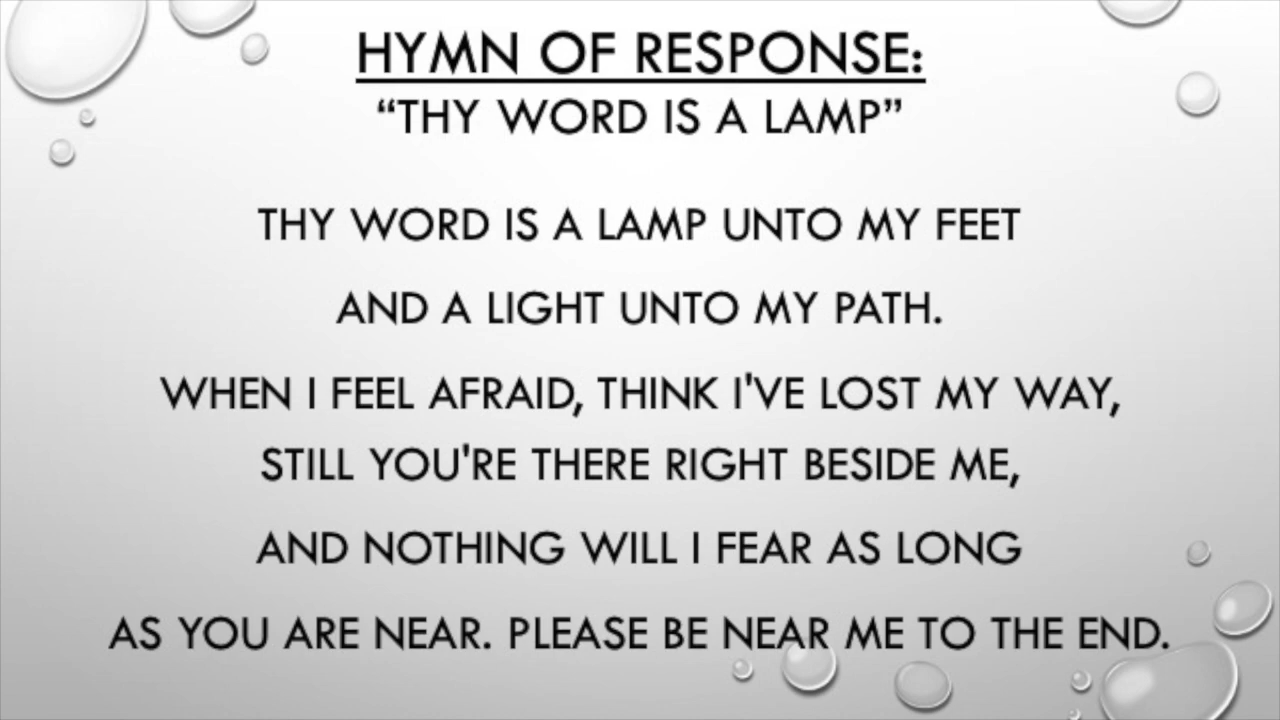 HYMN OF RESPONSE:
“THY WORD IS A LAMP”
THY WORD IS A LAMP UNTO MY FEET
AND A LIGHT UNTO MY PATH.
WHEN I FEEL AFRAID, THINK I'VE LOST MY WAY,
STILL YOU'RE THERE RIGHT BESIDE ME,
AND NOTHING WILL I FEAR AS LONG
AS YOU ARE NEAR. PLEASE BE NEAR ME TO THE END.